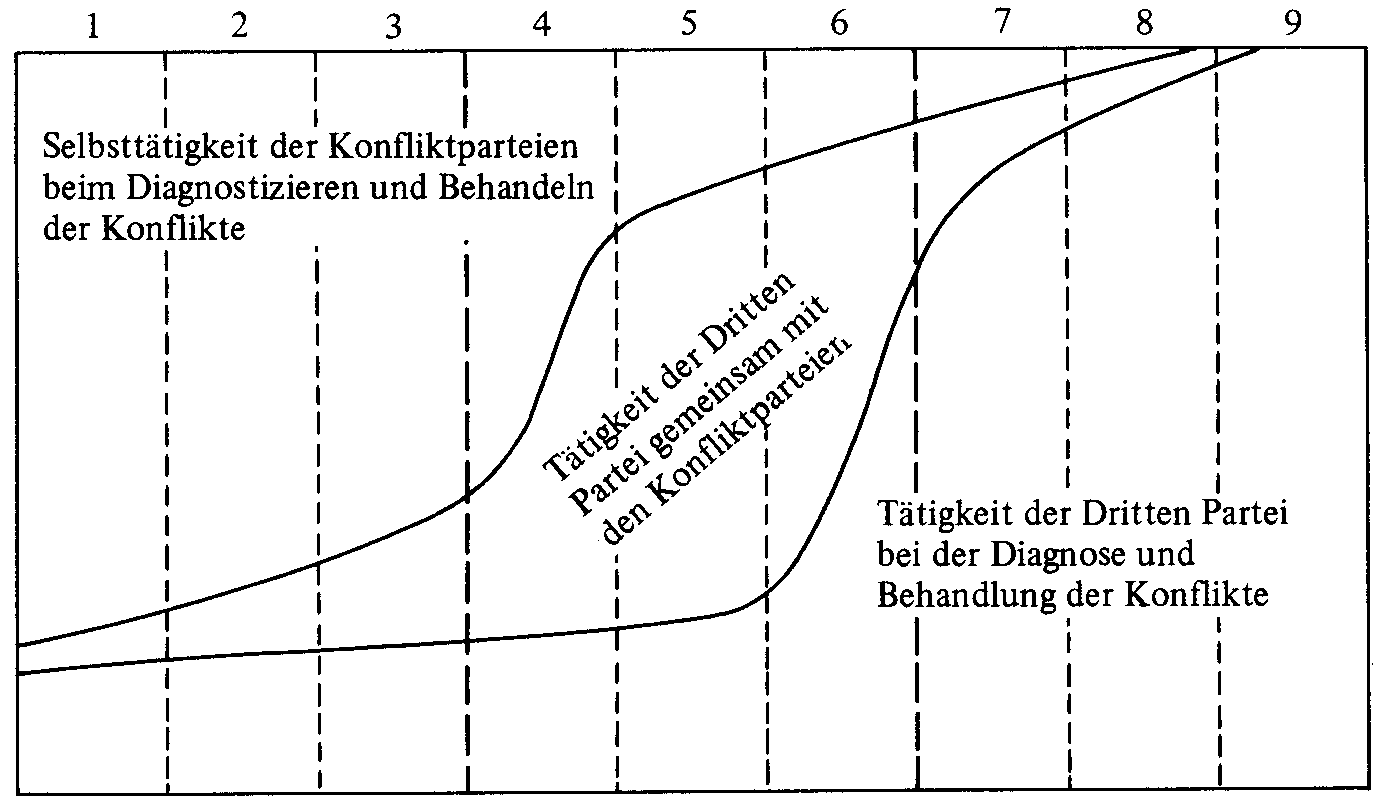 1 2 3 4 5 6 7 8 9
Selbsttätigkeit der Konfliktparteien
beim Diagnostizieren und Behandeln
der Konflikte
Tätigkeit der Dritten
Partei gemeinsam mit
den Konfliktparteien
Tätigkeit der Dritten Partei
bei der Diagnose und
Behandlung der Konflikte